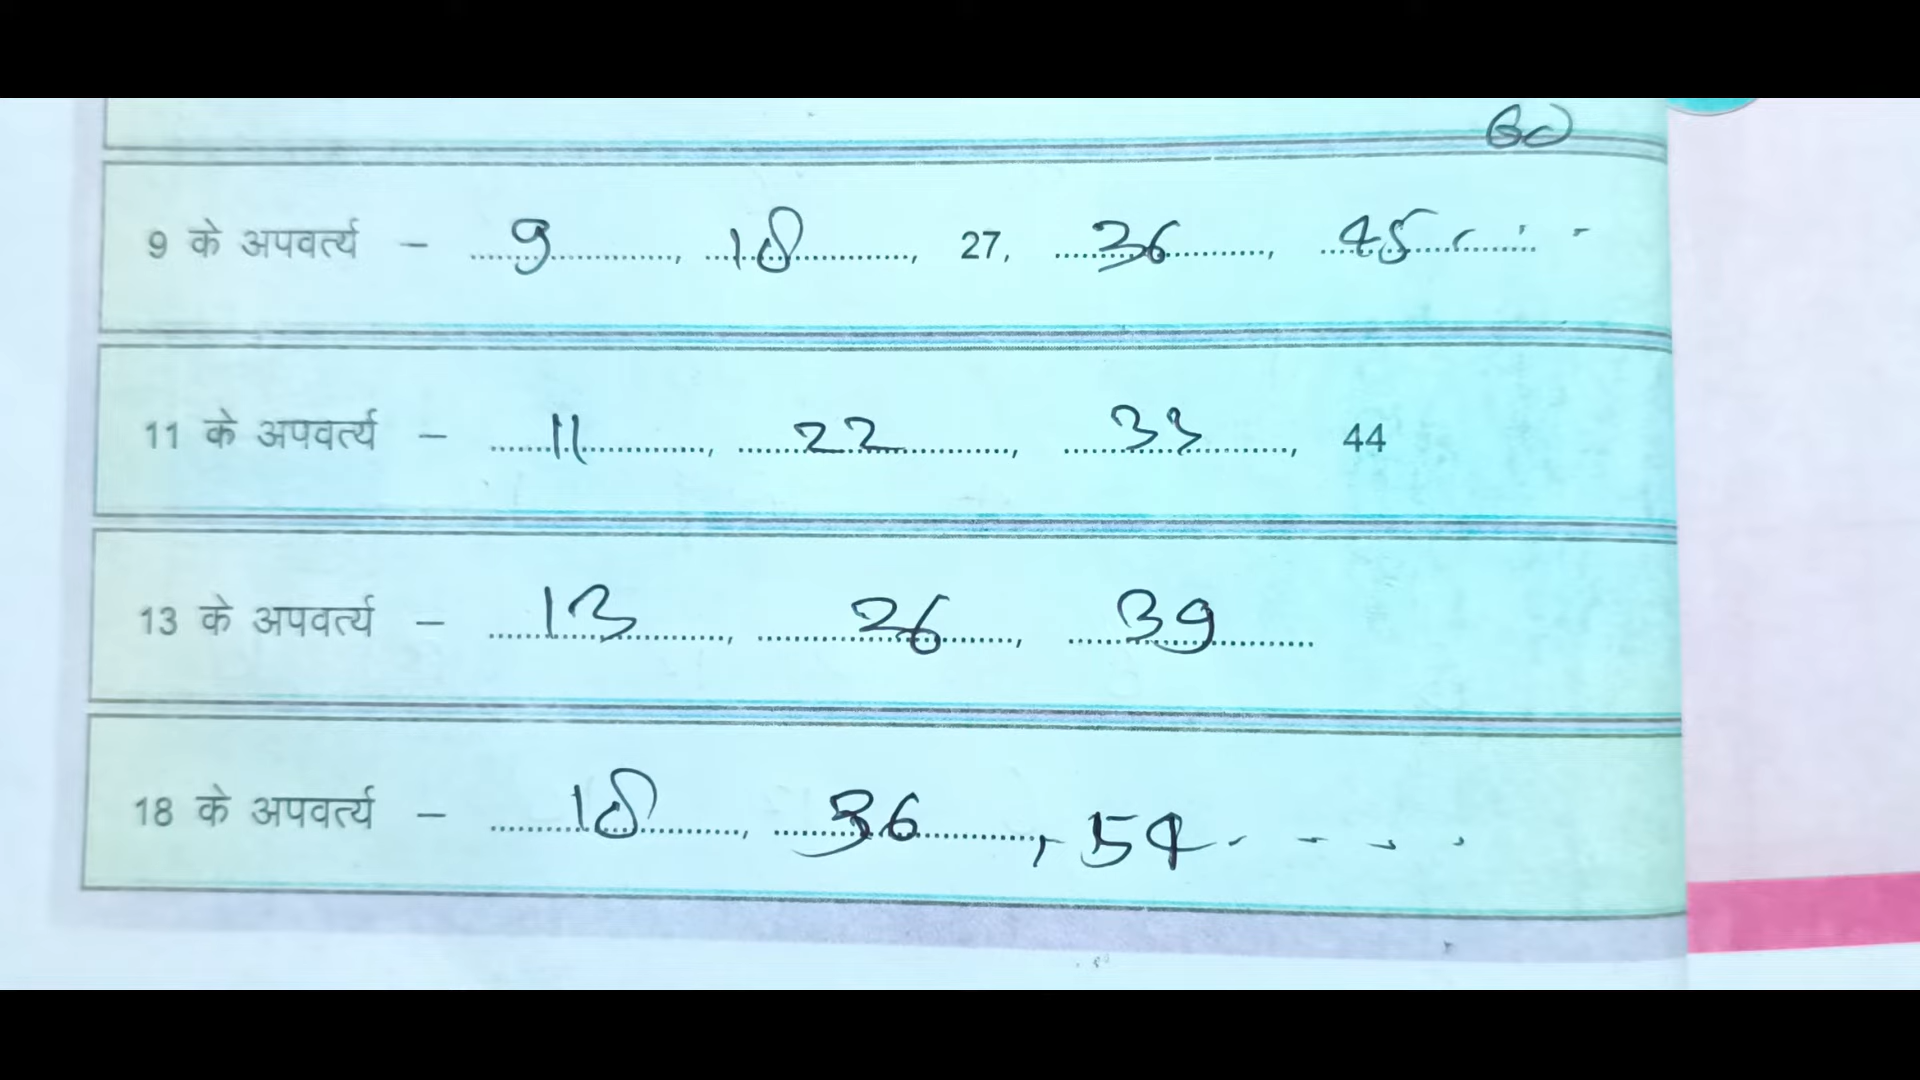 60
9 के अपवर्त्य – 9, 18, 27, 36, 45
11 के अपवर्त्य – 11, 22, 33, 44
13 के अपवर्त्य – 13, 26, 39
18 के अपवर्त्य – 18, 36, 54